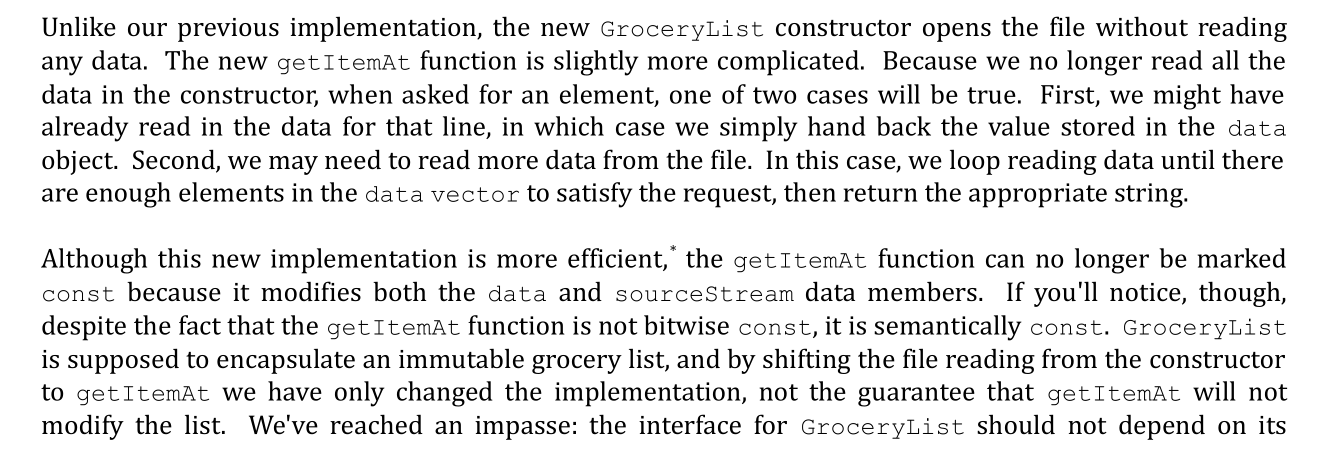 Unlike our previous implementation, the new GroceryList constructor opens the file without reading
any data. The new getItemAt function is slightly more complicated. Because we no longer read all the
data in the constructor, when asked for an element, one of two cases will be true. First, we might have
already read in the data for that line, in which case we simply hand back the value stored in the data
object. Second, we may need to read more data from the file. In this case, we loop reading data until there
are enough elements in the data vector to satisfy the request, then return the appropriate string.
Although this new implementation is more efficient,* the getItemAt function can no longer be marked
const because it modifies both the data and sourceStream data members. If you'll notice, though,
despite the fact that the getItemAt function is not bitwise const, it is semantically const. GroceryList
is supposed to encapsulate an immutable grocery list, and by shifting the file reading from the constructor
to getItemAt we have only changed the implementation, not the guarantee that getItemAt will not
modify the list. We've reached an impasse: the interface for GroceryList should not depend on its